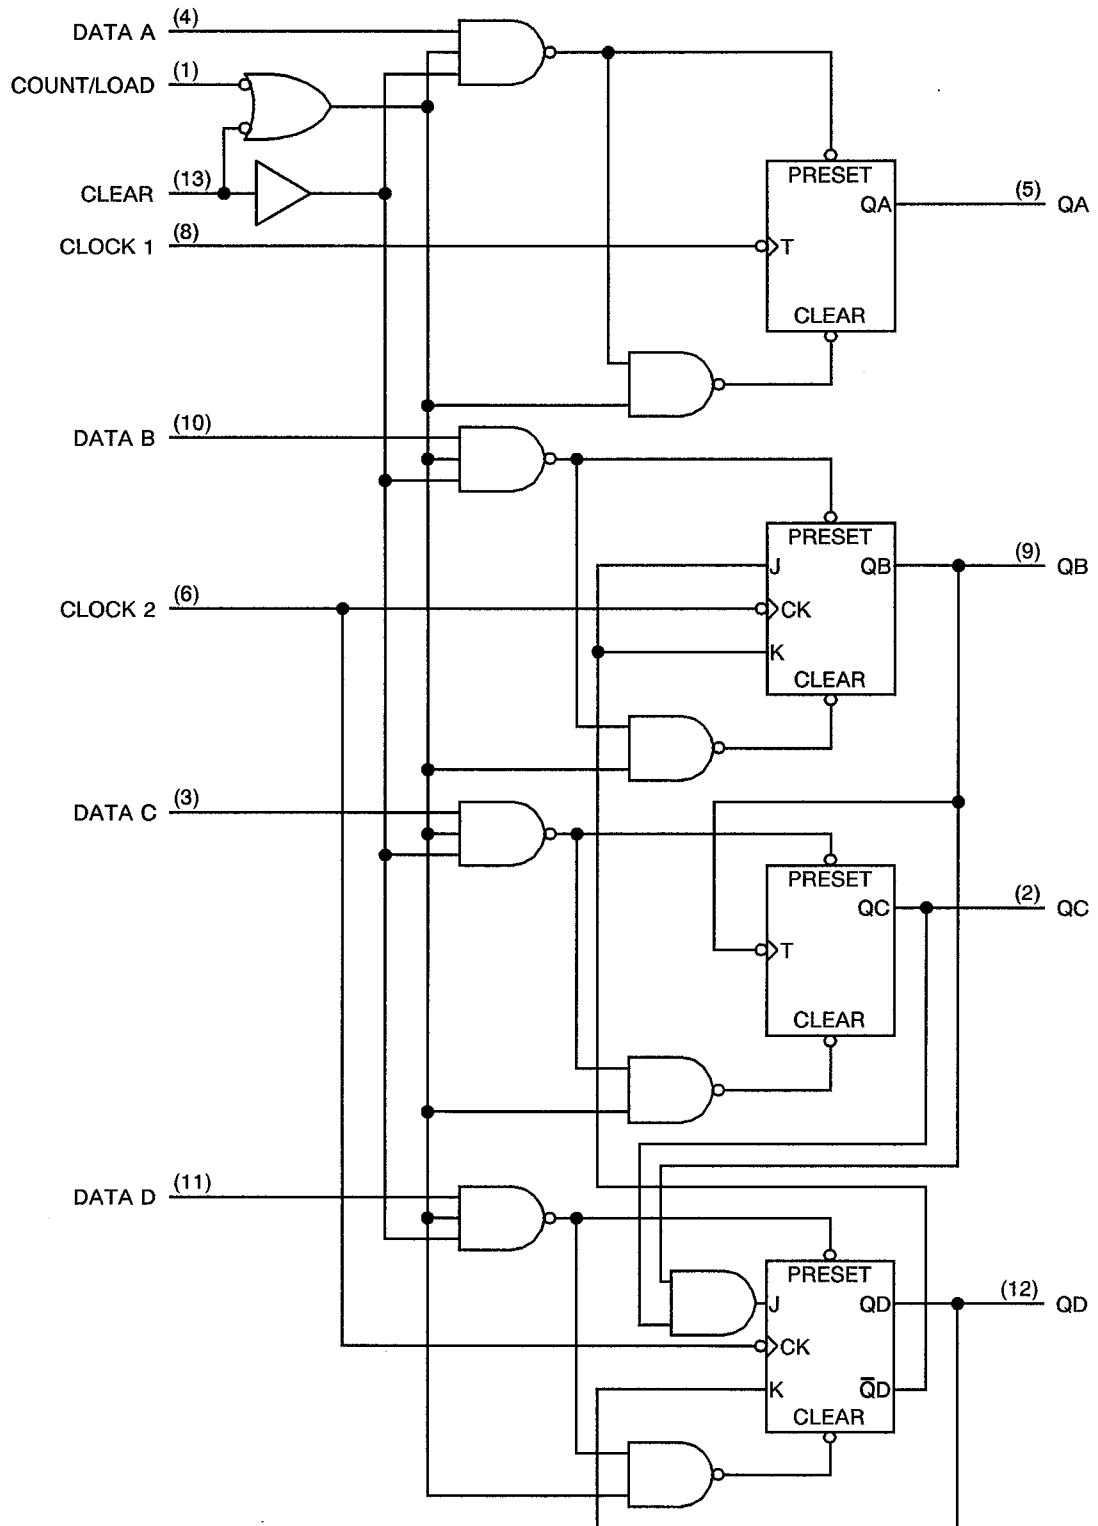 DATA A (4)
COUNT/LOAD (1)
CLEAR (13)
CLOCK 1 (8)
PRESET
QA (5) QA
T
CLEAR
DATA B (10)
PRESET
J QB (9) QB
CLOCK 2 (6) CK
K
CLEAR
DATA C (3)
PRESET
QC (2) QC
T
CLEAR
DATA D (11)
PRESET
J QD (12) QD
CK
K Q̅D
CLEAR